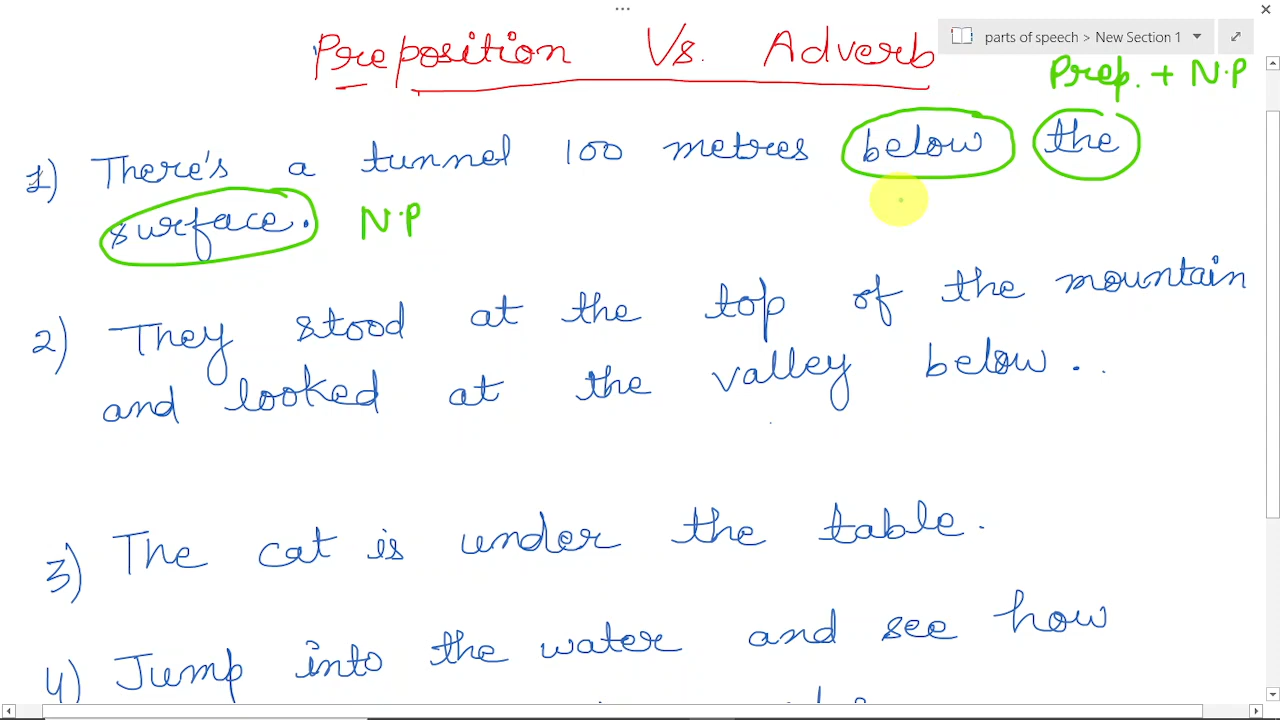 ...
parts of speech > New Section 1
Preposition Vs. Adverb
Prep. + N.P
1) There's a tunnel 100 metres below the
surface. N.P
2) They stood at the top of the mountain
and looked at the valley below..
3) The cat is under the table.
4) Jump into the water and see how